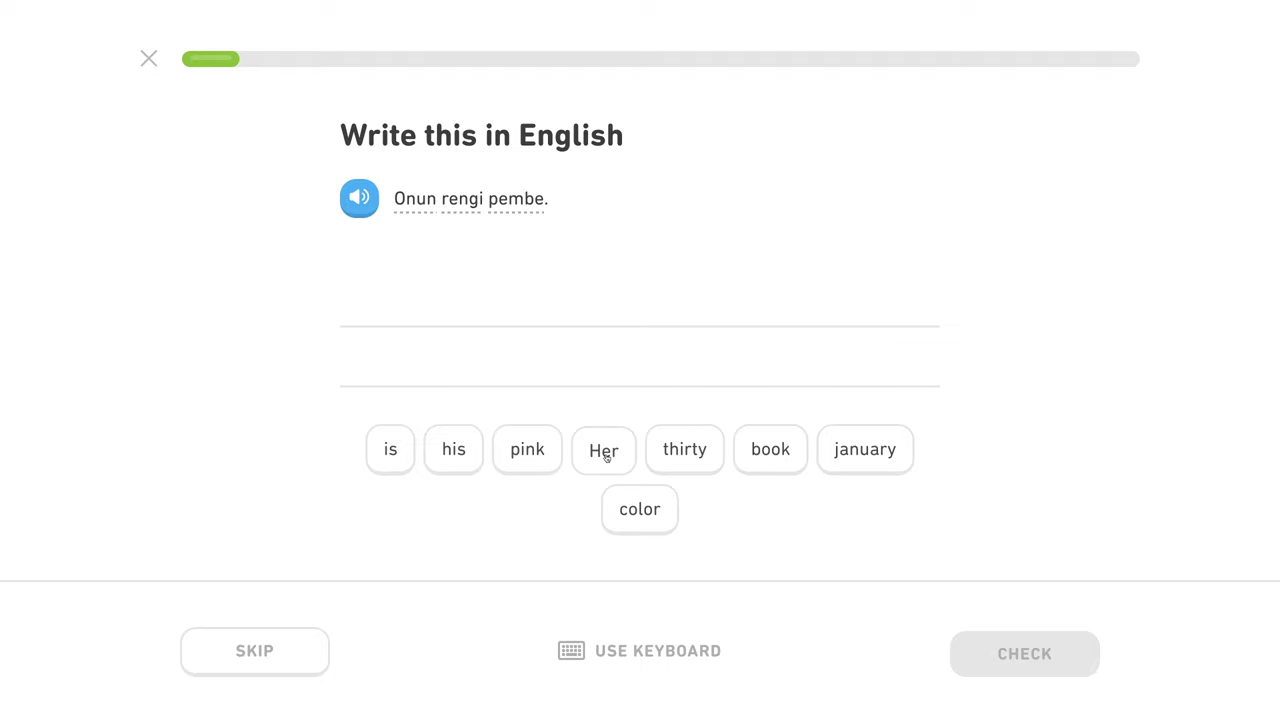 Write this in English
Onun rengi pembe.
is his pink Her thirty book january
color
SKIP USE KEYBOARD CHECK